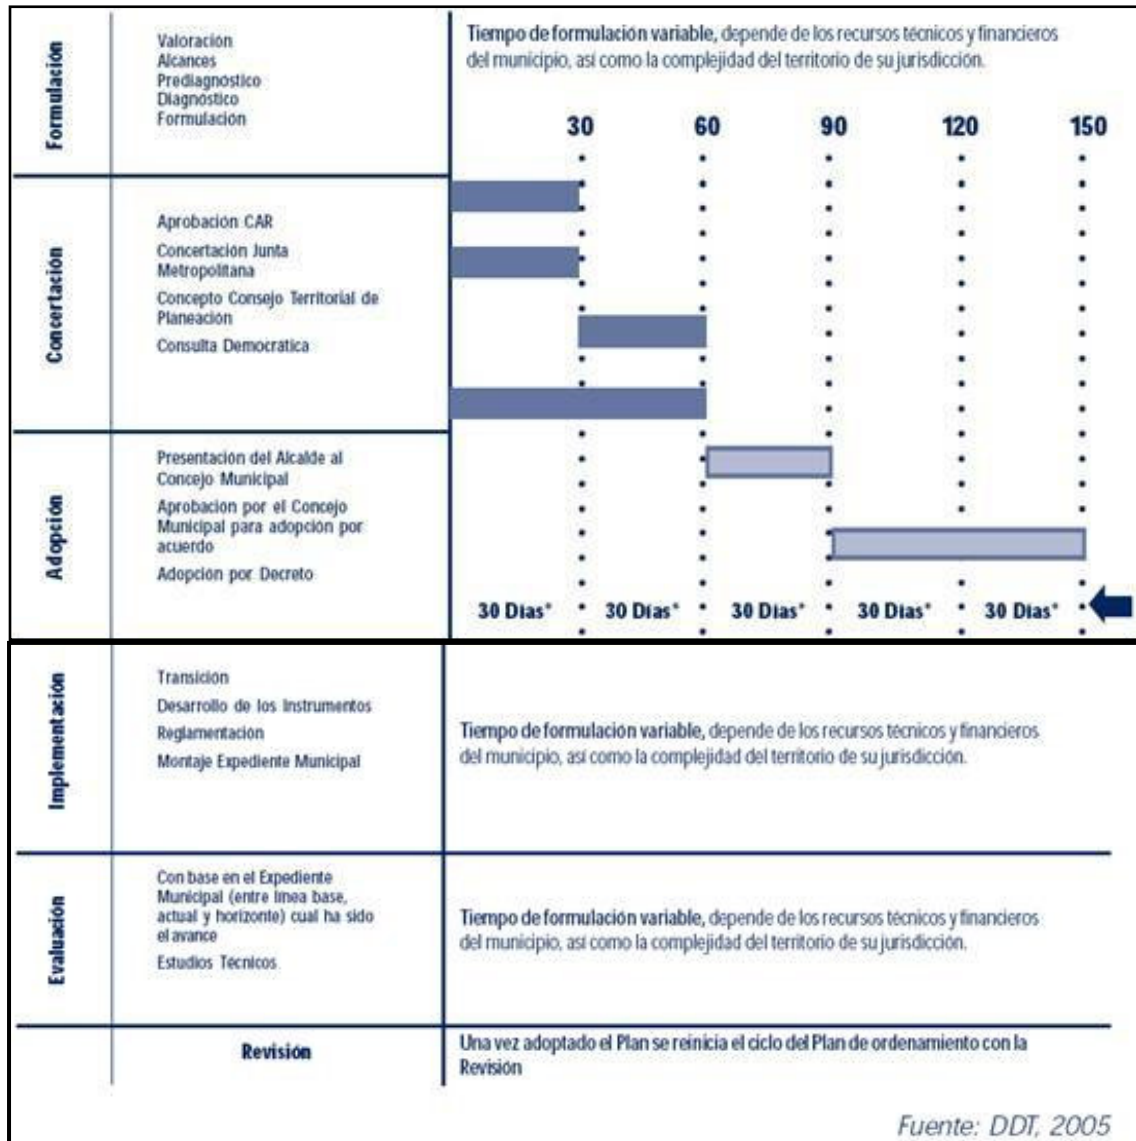 Formulación
Valoración
Alcances
Prediagnostico
Diagnostico
Formulación
Tiempo de formulación variable, depende de los recursos técnicos y financieros
del municipio, así como la complejidad del territorio de su jurisdicción.
30 60 90 120 150
Concertación
Aprobación CAR
Concertación Junta
Metropolitana
Concepto Consejo Territorial de
Planeación
Consulta Democratica
Adopción
Presentación del Alcalde al
Concejo Municipal
Aprobación por el Concejo
Municipal para adopción por
acuerdo
Adopción por Decreto
30 Días* 30 Días* 30 Días* 30 Días* 30 Días*
Implementación
Transición
Desarrollo de los Instrumentos
Reglamentación
Montaje Expediente Municipal
Tiempo de formulación variable, depende de los recursos técnicos y financieros
del municipio, así como la complejidad del territorio de su jurisdicción.
Evaluación
Con base en el Expediente
Municipal (entre línea base,
actual y horizonte) cual ha sido
el avance
Estudios Técnicos
Tiempo de formulación variable, depende de los recursos técnicos y financieros
del municipio, así como la complejidad del territorio de su jurisdicción.
Revisión
Una vez adoptado el Plan se reinicia el ciclo del Plan de ordenamiento con la
Revisión
Fuente: DDT, 2005